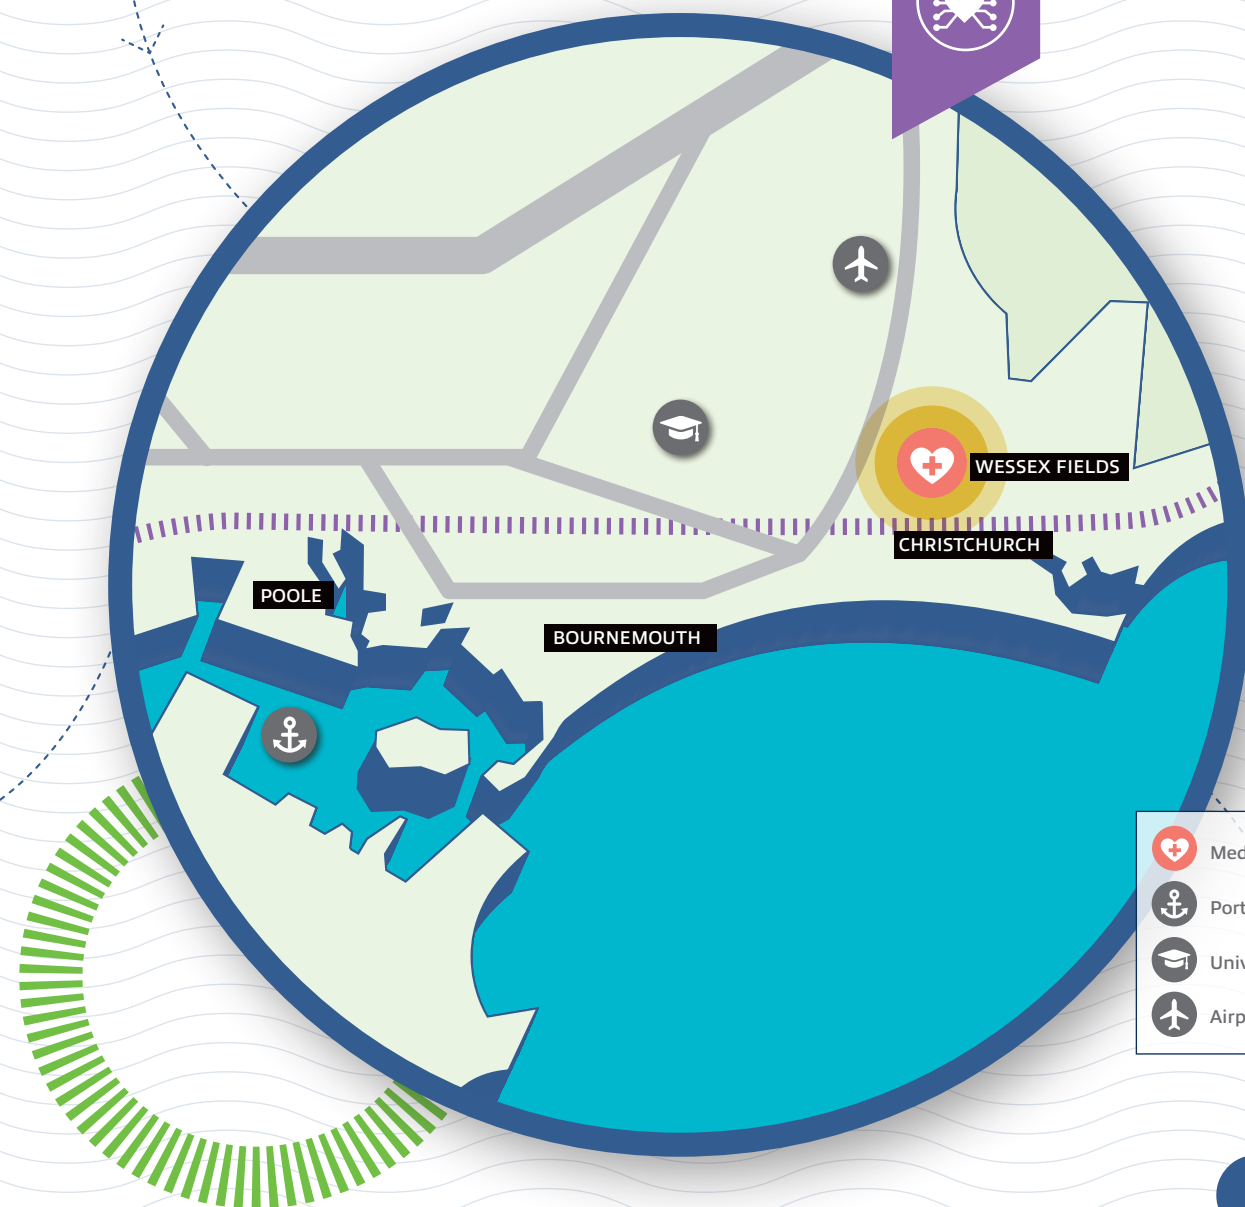 WESSEX FIELDS
CHRISTCHURCH
POOLE
BOURNEMOUTH
Med
Port
Univ
Airp